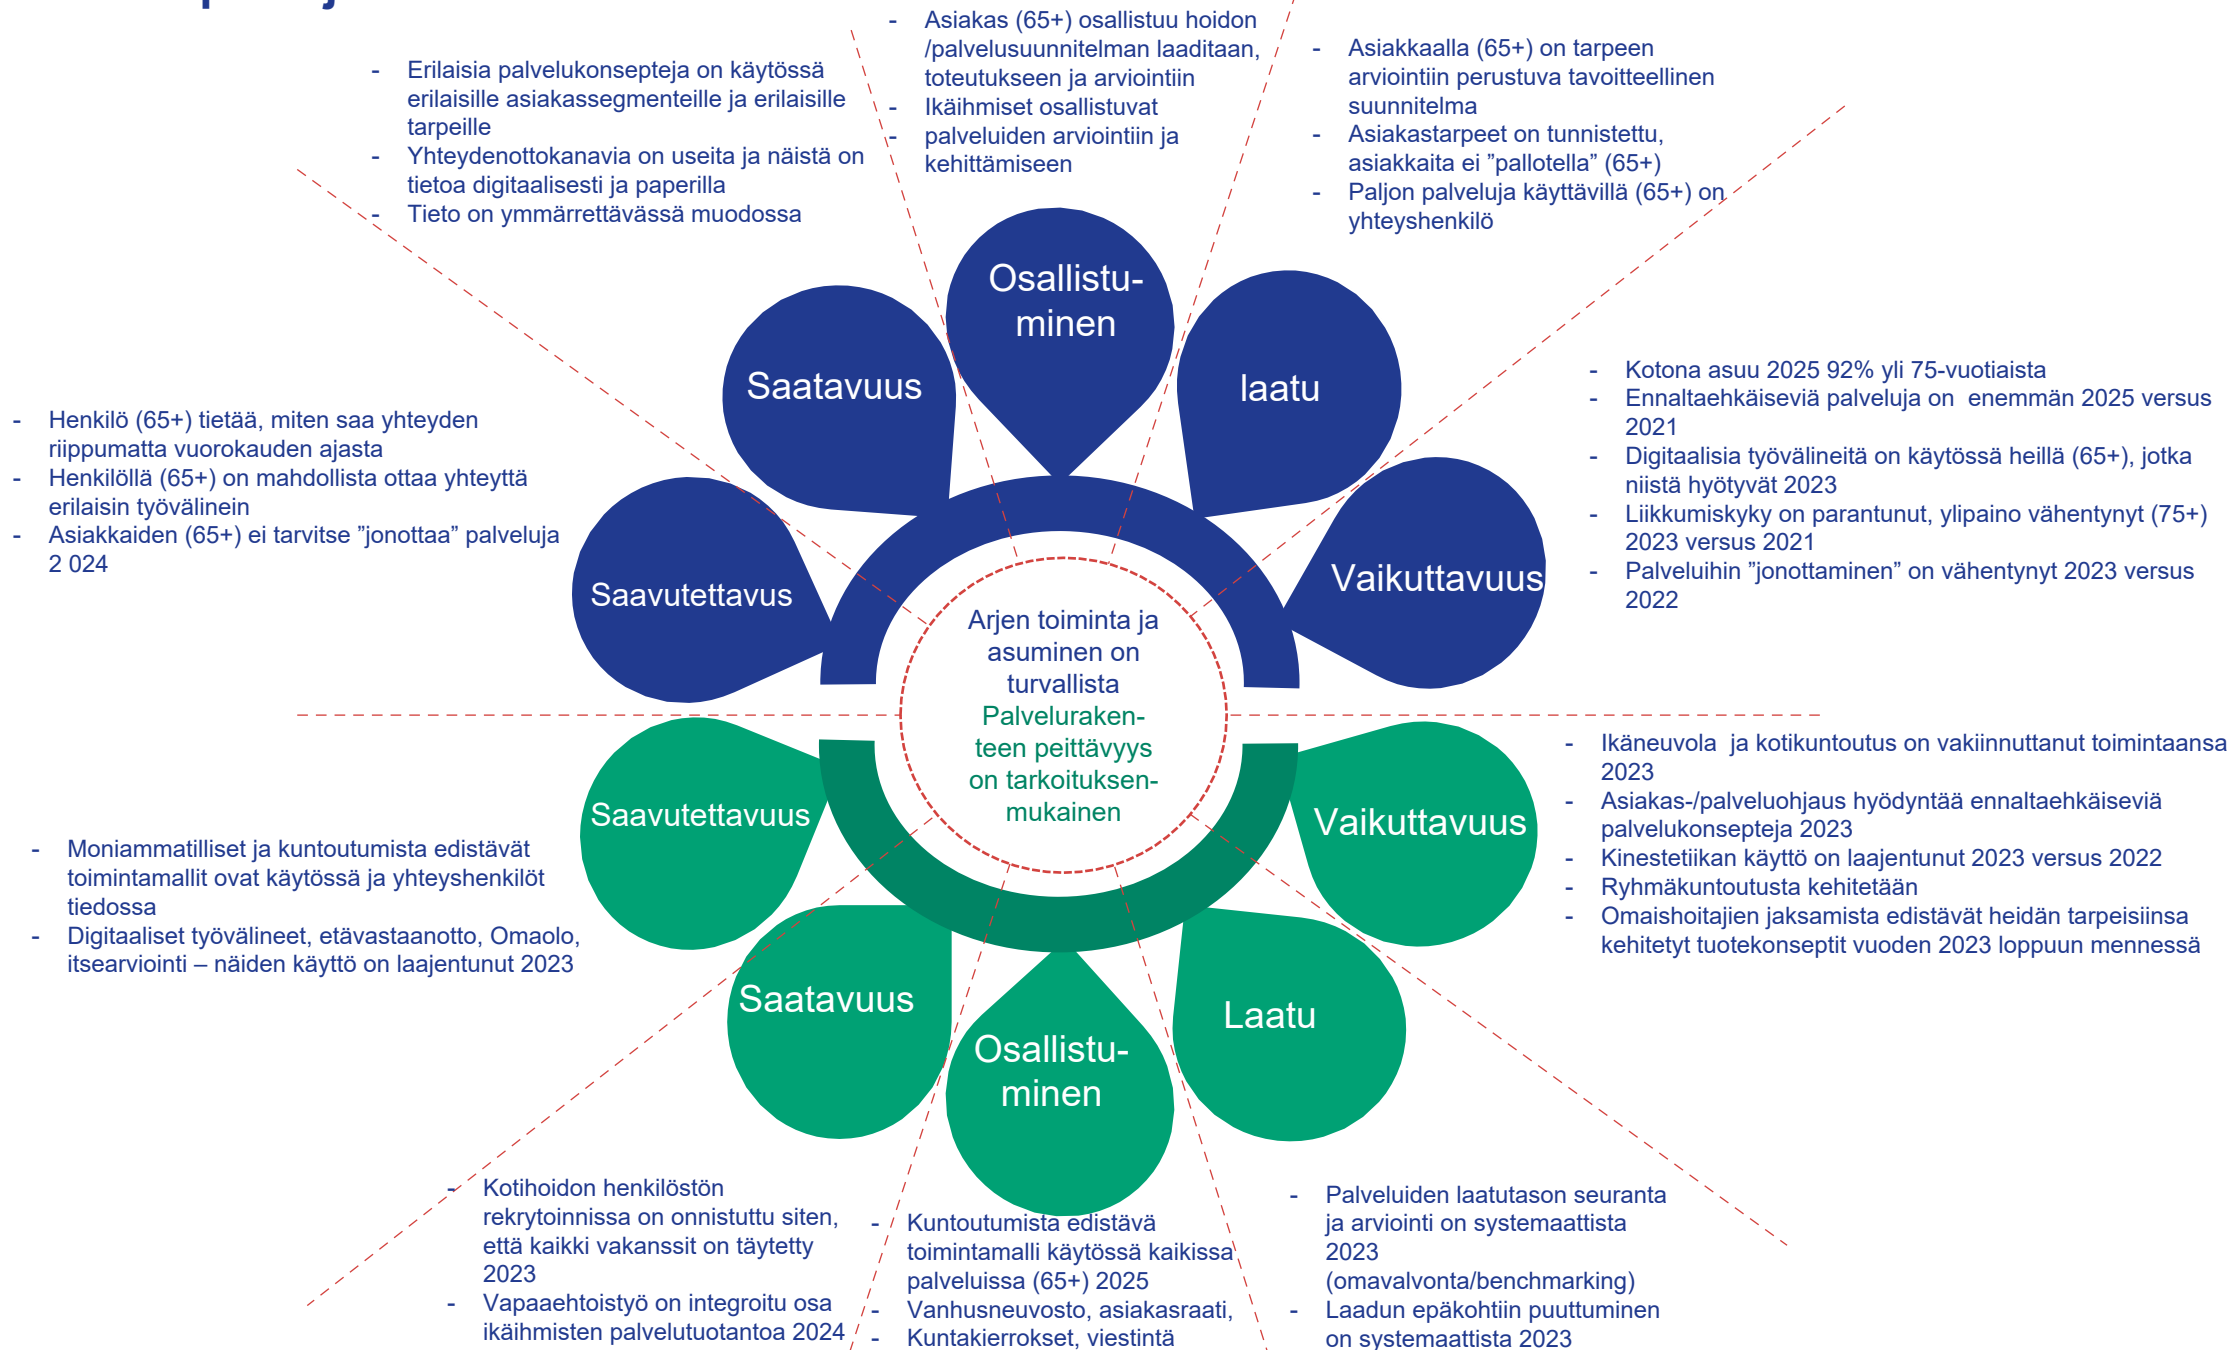 - Asiakas (65+) osallistuu hoidon
/palvelusuunnitelman laaditaan,
toteutukseen ja arviointiin
- Ikäihmiset osallistuvat
- palveluiden arviointiin ja
kehittämiseen
- Erilaisia palvelukonsepteja on käytössä
erilaisille asiakassegmenteille ja erilaisille
tarpeille
- Yhteydenottokanavia on useita ja näistä on
tietoa digitaalisesti ja paperilla
- Tieto on ymmärrettävässä muodossa
- Asiakkaalla (65+) on tarpeen
arviointiin perustuva tavoitteellinen
suunnitelma
- Asiakastarpeet on tunnistettu,
asiakkaita ei ”pallotella” (65+)
- Paljon palveluja käyttävillä (65+) on
yhteyshenkilö
Osallistu-
minen
Saatavuus
laatu
- Henkilö (65+) tietää, miten saa yhteyden
riippumatta vuorokauden ajasta
- Henkilöllä (65+) on mahdollista ottaa yhteyttä
erilaisin työvälinein
- Asiakkaiden (65+) ei tarvitse ”jonottaa” palveluja
2 024
Saavutettavus
Vaikuttavuus
- Kotona asuu 2025 92% yli 75-vuotiaista
- Ennaltaehkäiseviä palveluja on  enemmän 2025 versus
2021
- Digitaalisia työvälineitä on käytössä heillä (65+), jotka
niistä hyötyvät 2023
- Liikkumiskyky on parantunut, ylipaino vähentynyt (75+)
2023 versus 2021
- Palveluihin ”jonottaminen” on vähentynyt 2023 versus
2022
Arjen toiminta ja
asuminen on
turvallista
Palveluraken-
teen peittävyys
on tarkoituksen-
mukainen
Saavutettavuus
- Moniammatilliset ja kuntoutumista edistävät
toimintamallit ovat käytössä ja yhteyshenkilöt
tiedossa
- Digitaaliset työvälineet, etävastaanotto, Omaolo,
itsearviointi – näiden käyttö on laajentunut 2023
Vaikuttavuus
- Ikäneuvola  ja kotikuntoutus on vakiinnuttanut toimintaansa
2023
- Asiakas-/palveluohjaus hyödyntää ennaltaehkäiseviä
palvelukonsepteja 2023
- Kinestetiikan käyttö on laajentunut 2023 versus 2022
- Ryhmäkuntoutusta kehitetään
- Omaishoitajien jaksamista edistävät heidän tarpeisiinsa
kehitetyt tuotekonseptit vuoden 2023 loppuun mennessä
Saatavuus
Osallistu-
minen
Laatu
- Kotihoidon henkilöstön
rekrytoinnissa on onnistuttu siten,
että kaikki vakanssit on täytetty
2023
- Vapaaehtoistyö on integroitu osa
ikäihmisten palvelutuotantoa 2024
- Kuntoutumista edistävä
toimintamalli käytössä kaikissa
palveluissa (65+) 2025
- Vanhusneuvosto, asiakasraati,
- Kuntakierrokset, viestintä
- Palveluiden laatutason seuranta
ja arviointi on systemaattista
2023
(omavalvonta/benchmarking)
- Laadun epäkohtiin puuttuminen
on systemaattista 2023